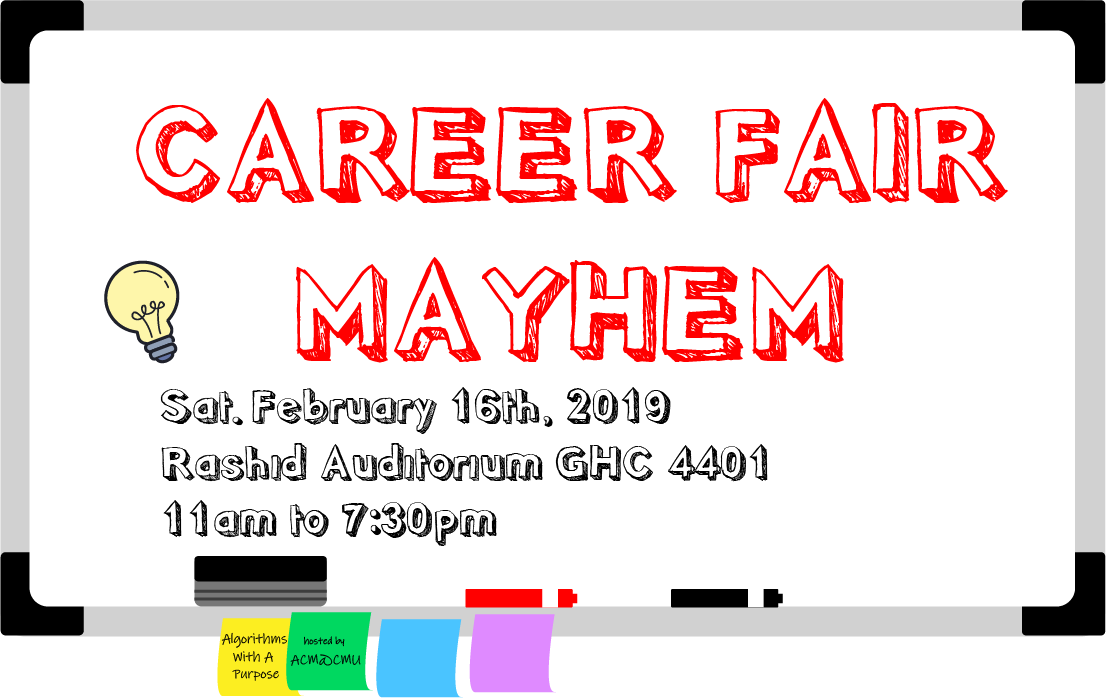 CAREER FAIR
MAYHEM
Sat. February 16th, 2019
Rashid Auditorium GHC 4401
11am to 7:30pm
Algorithms
With A
Purpose
hosted by
ACM@CMU